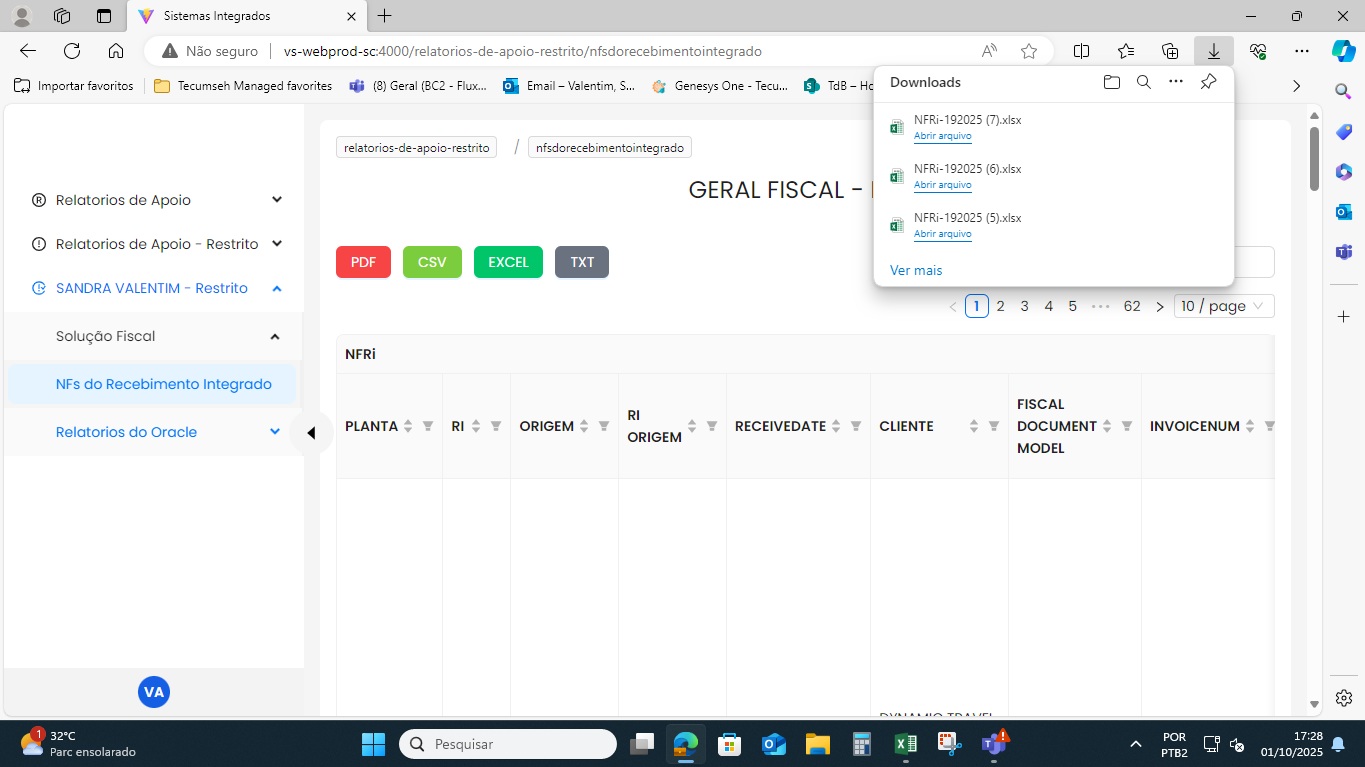 Sistemas Integrados
Não seguro
vs-webprod-sc:4000/relatorios-de-apoio-restrito/nfsdorecebimentointegrado
Importar favoritos
Tecumseh Managed favorites
(8) Geral (BC2 - Flux...
Email – Valentim, S...
Genesys One - Tecu...
TdB – Ho
Downloads
NFRi-192025 (7).xlsx
Abrir arquivo
NFRi-192025 (6).xlsx
Abrir arquivo
NFRi-192025 (5).xlsx
Abrir arquivo
Ver mais
Relatorios de Apoio
Relatorios de Apoio - Restrito
SANDRA VALENTIM - Restrito
Solução Fiscal
NFs do Recebimento Integrado
Relatorios do Oracle
VA
relatorios-de-apoio-restrito / nfsdorecebimentointegrado
GERAL FISCAL -
PDF CSV EXCEL TXT
1 2 3 4 5 ••• 62 10 / page
NFRi
PLANTA
RI
ORIGEM
RI ORIGEM
RECEIVEDATE
CLIENTE
FISCAL DOCUMENT MODEL
INVOICENUM
DYNAMIC TRAVEL
1
32°C
Parc ensolarado
Pesquisar
POR
PTB2
17:28
01/10/2025